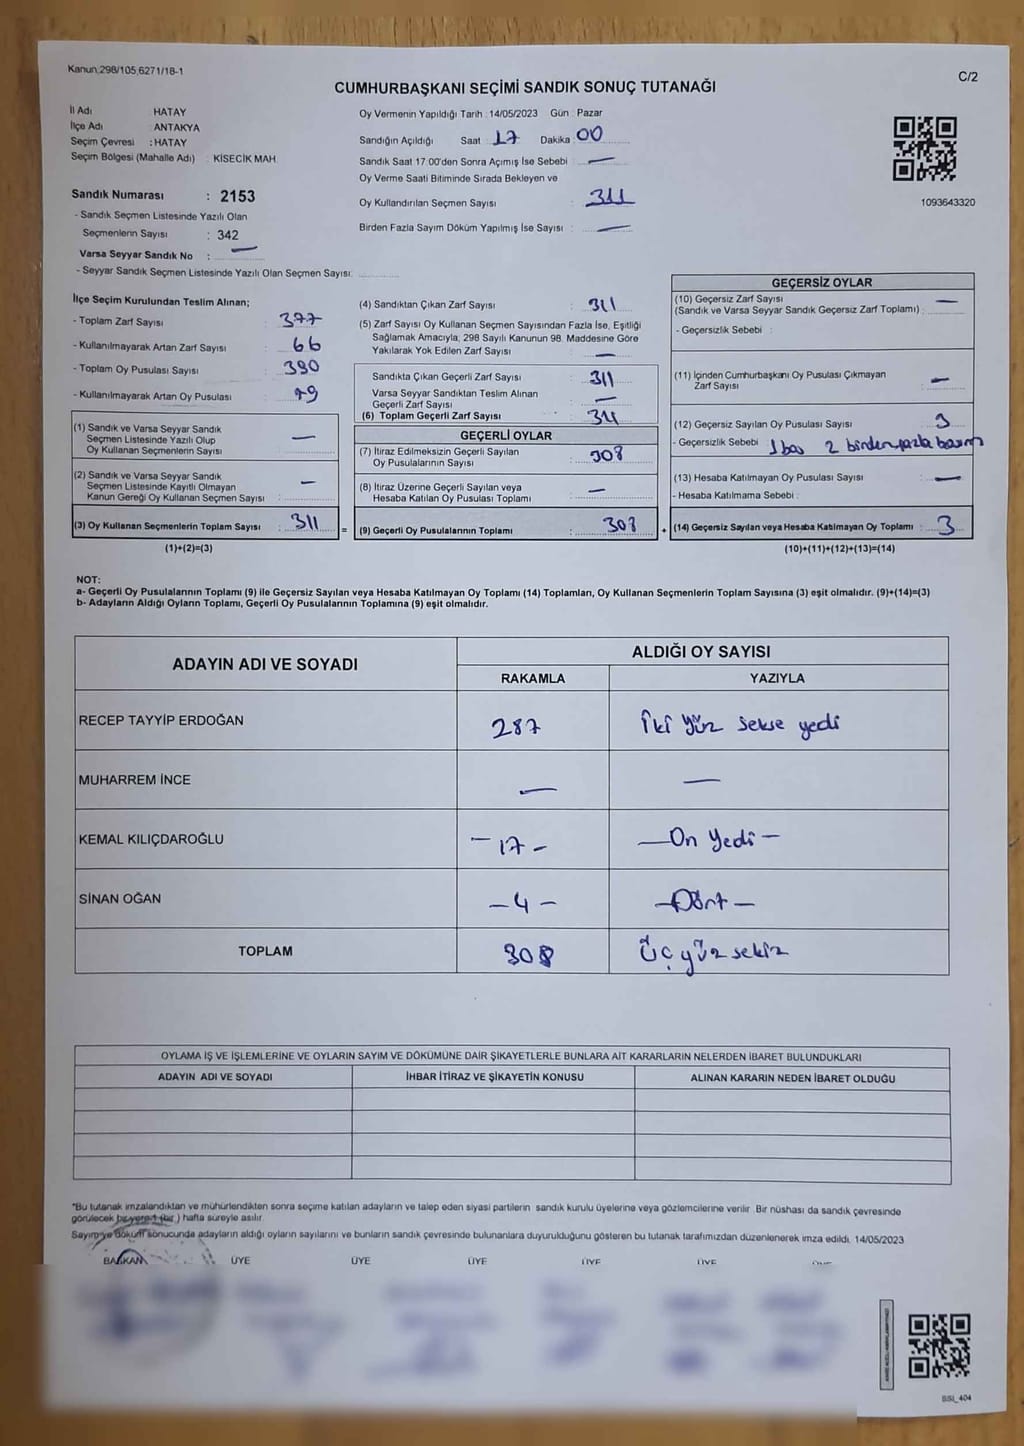 Kanun;298/105,6271/18-1
C/2
CUMHURBAŞKANI SEÇİMİ SANDIK SONUÇ TUTANAĞI
İl Adı : HATAY
İlçe Adı : ANTAKYA
Seçim Çevresi : HATAY
Seçim Bölgesi (Mahalle Adı) : KİSECİK MAH
Sandık Numarası : 2153
- Sandık Seçmen Listesinde Yazılı Olan
Seçmenlerin Sayısı : 342
Varsa Seyyar Sandık No : —
- Seyyar Sandık Seçmen Listesinde Yazılı Olan Seçmen Sayısı:
Oy Vermenin Yapıldığı Tarih : 14/05/2023 Gün : Pazar
Sandığın Açıldığı Saat : 17 Dakika : 00
Sandık Saat 17:00'den Sonra Açımış İse Sebebi : —
Oy Verme Saati Bitiminde Sırada Bekleyen ve
Oy Kullandırılan Seçmen Sayısı : 311
Birden Fazla Sayım Döküm Yapılmış İse Sayısı : —
1093643320
İlçe Seçim Kurulundan Teslim Alınan;
- Toplam Zarf Sayısı : 377
- Kullanılmayarak Artan Zarf Sayısı : 66
- Toplam Oy Pusulası Sayısı : 390
- Kullanılmayarak Artan Oy Pusulası : 79
(1) Sandık ve Varsa Seyyar Sandık
Seçmen Listesinde Yazılı Olup
Oy Kullanan Seçmenlerin Sayısı : —
(2) Sandık ve Varsa Seyyar Sandık
Seçmen Listesinde Kayıtlı Olmayan
Kanun Gereği Oy Kullanan Seçmen Sayısı : —
(3) Oy Kullanan Seçmenlerin Toplam Sayısı : 311
(1)+(2)=(3)
(4) Sandıktan Çıkan Zarf Sayısı : 311
(5) Zarf Sayısı Oy Kullanan Seçmen Sayısından Fazla İse, Eşitliği
Sağlamak Amacıyla, 298 Sayılı Kanunun 98. Maddesine Göre
Yakılarak Yok Edilen Zarf Sayısı : —
Sandıkta Çıkan Geçerli Zarf Sayısı : 311
Varsa Seyyar Sandıktan Teslim Alınan
Geçerli Zarf Sayısı : —
(6) Toplam Geçerli Zarf Sayısı : 311
GEÇERLİ OYLAR
(7) İtiraz Edilmeksizin Geçerli Sayılan
Oy Pusulalarının Sayısı : 308
(8) İtiraz Üzerine Geçerli Sayılan veya
Hesaba Katılan Oy Pusulası Toplamı : —
= (9) Geçerli Oy Pusulalarının Toplamı : 308
GEÇERSİZ OYLAR
(10) Geçersiz Zarf Sayısı —
(Sandık ve Varsa Seyyar Sandık Geçersiz Zarf Toplamı) :
- Geçersizlik Sebebi :
(11) İçinden Cumhurbaşkanı Oy Pusulası Çıkmayan
Zarf Sayısı : —
(12) Geçersiz Sayılan Oy Pusulası Sayısı : 3
- Geçersizlik Sebebi : 1 boş 2 birden fazla basım
(13) Hesaba Katılmayan Oy Pusulası Sayısı : —
- Hesaba Katılmama Sebebi :
+ (14) Geçersiz Sayılan veya Hesaba Katılmayan Oy Toplamı : 3
(10)+(11)+(12)+(13)=(14)
NOT:
a- Geçerli Oy Pusulalarının Toplamı (9) ile Geçersiz Sayılan veya Hesaba Katılmayan Oy Toplamı (14) Toplamları, Oy Kullanan Seçmenlerin Toplam Sayısına (3) eşit olmalıdır. (9)+(14)=(3)
b- Adayların Aldığı Oyların Toplamı, Geçerli Oy Pusulalarının Toplamına (9) eşit olmalıdır.
ADAYIN ADI VE SOYADI
ALDIĞI OY SAYISI
RAKAMLA YAZIYLA
RECEP TAYYİP ERDOĞAN 287 İki Yüz Sekse yedi
MUHARREM İNCE — —
KEMAL KILIÇDAROĞLU -17- —On Yedi—
SİNAN OĞAN -4- —Dört—
TOPLAM 308 Üç yüz sekiz
OYLAMA İŞ VE İŞLEMLERİNE VE OYLARIN SAYIM VE DÖKÜMÜNE DAİR ŞİKAYETLERLE BUNLARA AİT KARARLARIN NELERDEN İBARET BULUNDUKLARI
ADAYIN ADI VE SOYADI İHBAR İTİRAZ VE ŞİKAYETİN KONUSU ALINAN KARARIN NEDEN İBARET OLDUĞU
"Bu tutanak imzalandıktan ve mühürlendikten sonra seçime katılan adayların ve talep eden siyasi partilerin sandık kurulu üyelerine veya gözlemcilerine verilir. Bir nüshası da sandık çevresinde
görülecek bir yere 1 (bir ) hafta süreyle asılır.
Sayım ve döküm sonucunda adayların aldığı oyların sayılarını ve bunların sandık çevresinde bulunanlara duyurulduğunu gösteren bu tutanak tarafımızdan düzenlenerek imza edildi. 14/05/2023
BAŞKAN ÜYE ÜYE ÜYE ÜYE ÜYE
BSI_404